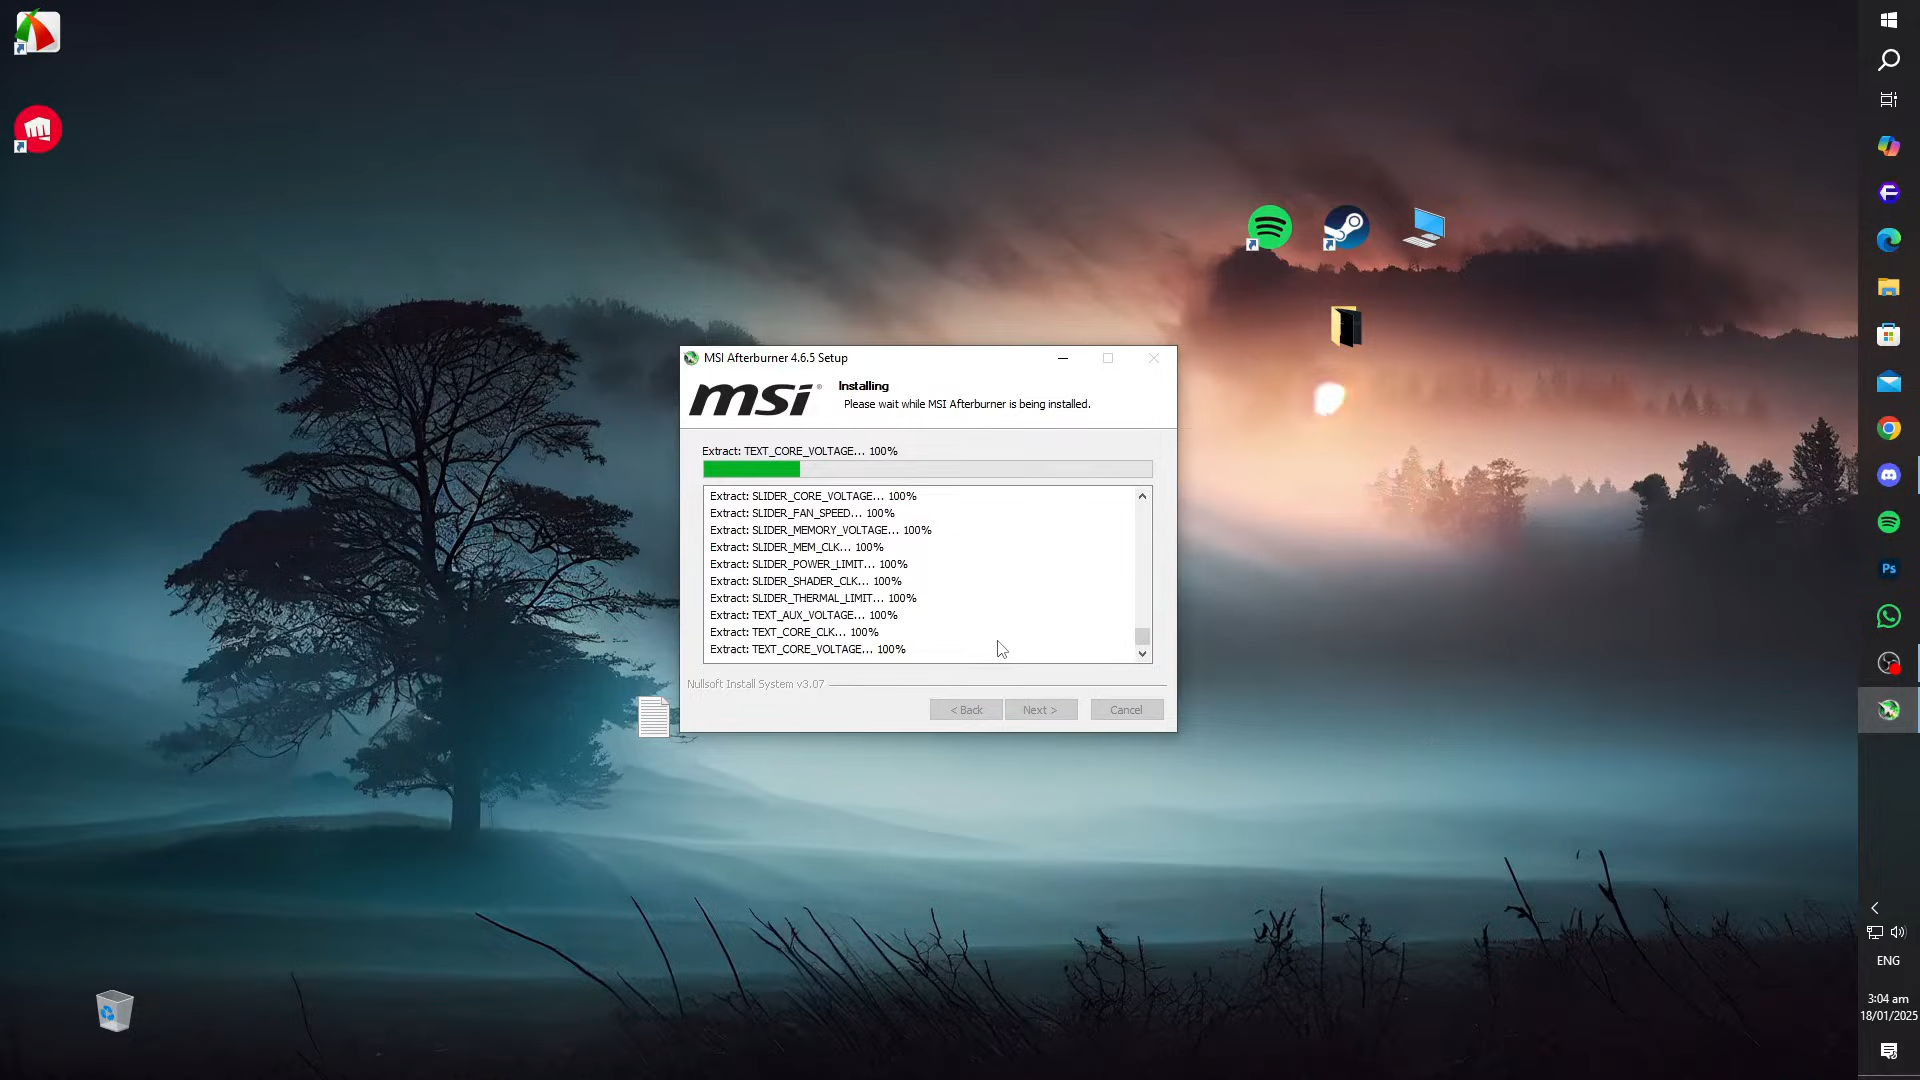 MSI Afterburner 4.6.5 Setup
msi
Installing
Please wait while MSI Afterburner is being installed.
Extract: TEXT_CORE_VOLTAGE... 100%
Extract: SLIDER_CORE_VOLTAGE... 100%
Extract: SLIDER_FAN_SPEED... 100%
Extract: SLIDER_MEMORY_VOLTAGE... 100%
Extract: SLIDER_MEM_CLK... 100%
Extract: SLIDER_POWER_LIMIT... 100%
Extract: SLIDER_SHADER_CLK... 100%
Extract: SLIDER_THERMAL_LIMIT... 100%
Extract: TEXT_AUX_VOLTAGE... 100%
Extract: TEXT_CORE_CLK... 100%
Extract: TEXT_CORE_VOLTAGE... 100%
Nullsoft Install System v3.07
< Back
Next >
Cancel
Ps
ENG
3:04 am
18/01/2025